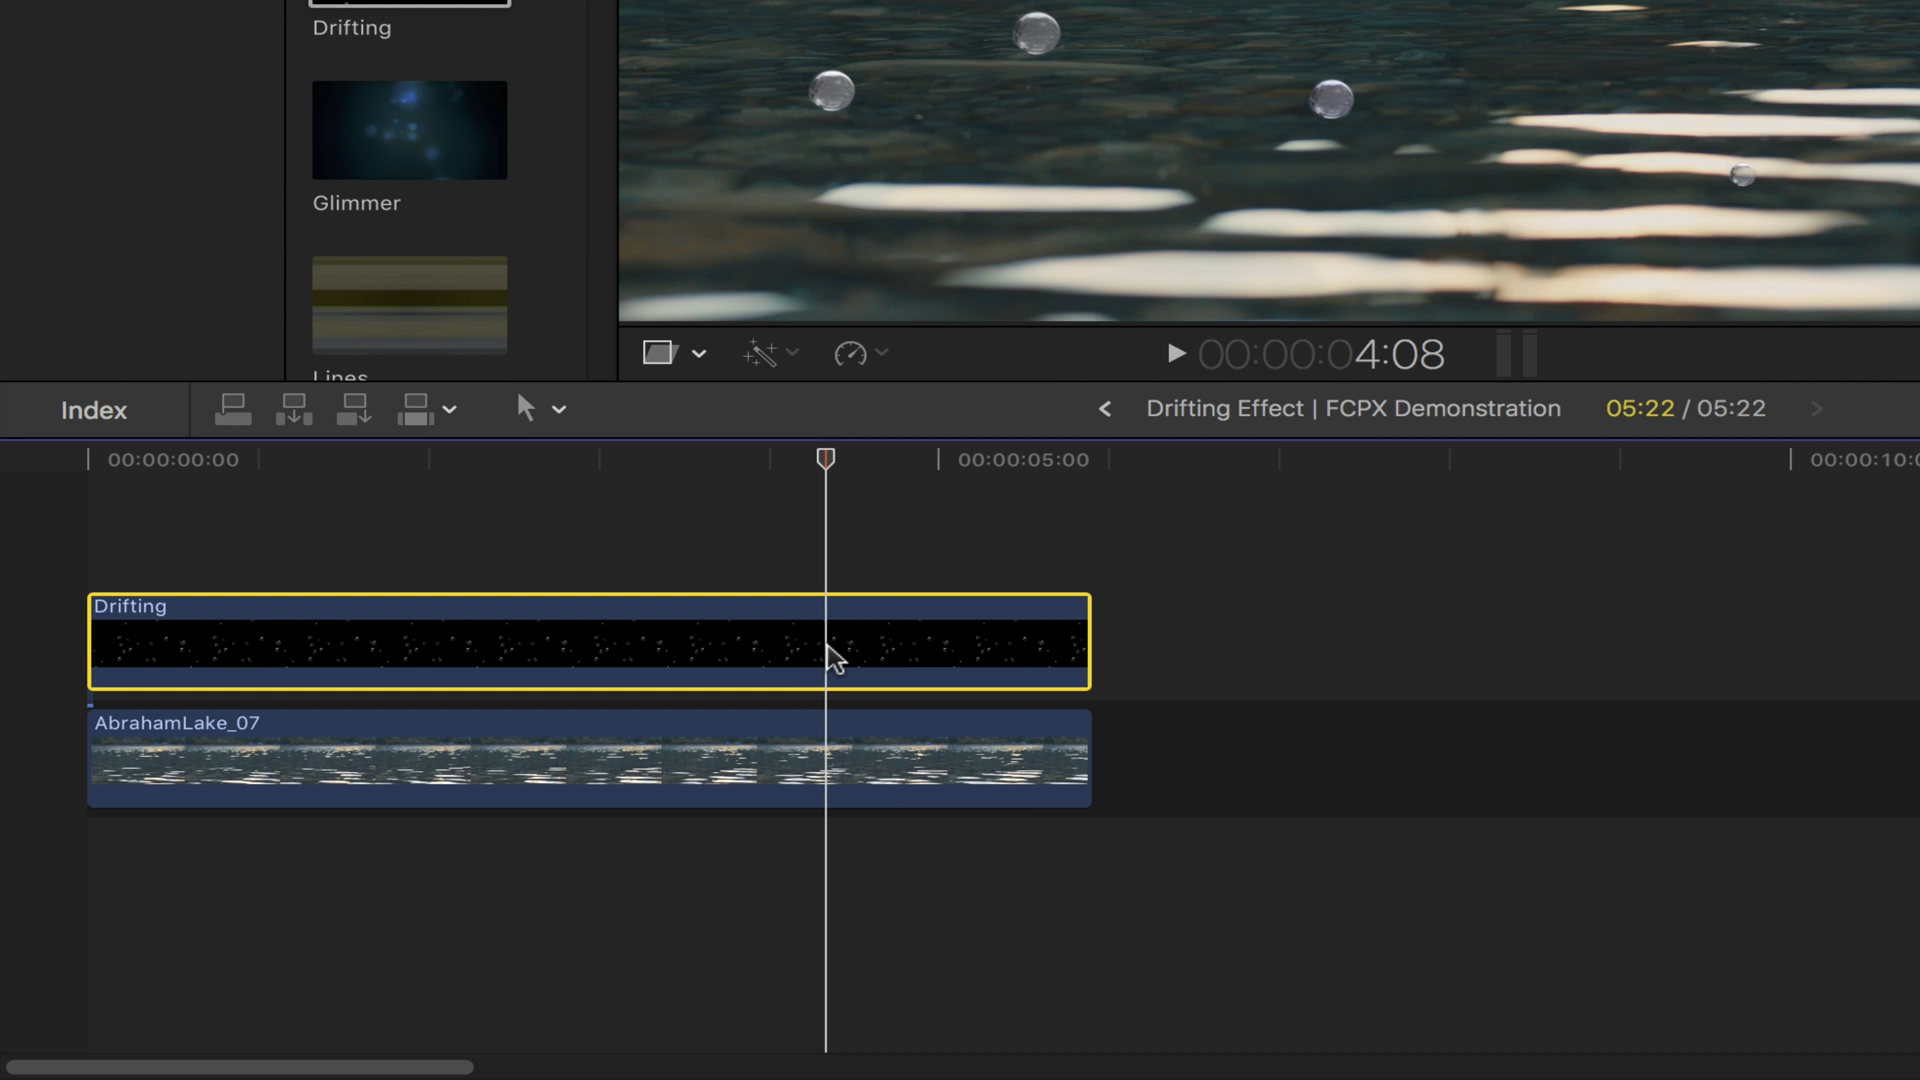 Drifting
Glimmer
Lines
00:00:04:08
Index
Drifting Effect | FCPX Demonstration
05:22 / 05:22
00:00:00:00
00:00:05:00
00:00:10:0
Drifting
AbrahamLake_07